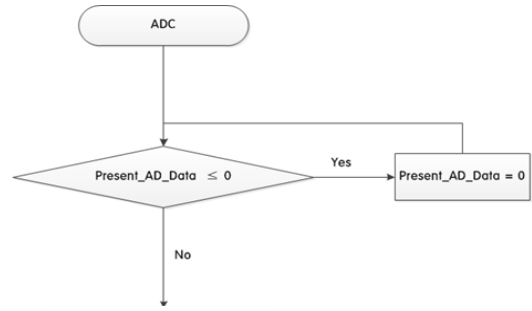 ADC
Present_AD_Data ≤ 0
Yes
Present_AD_Data = 0
No